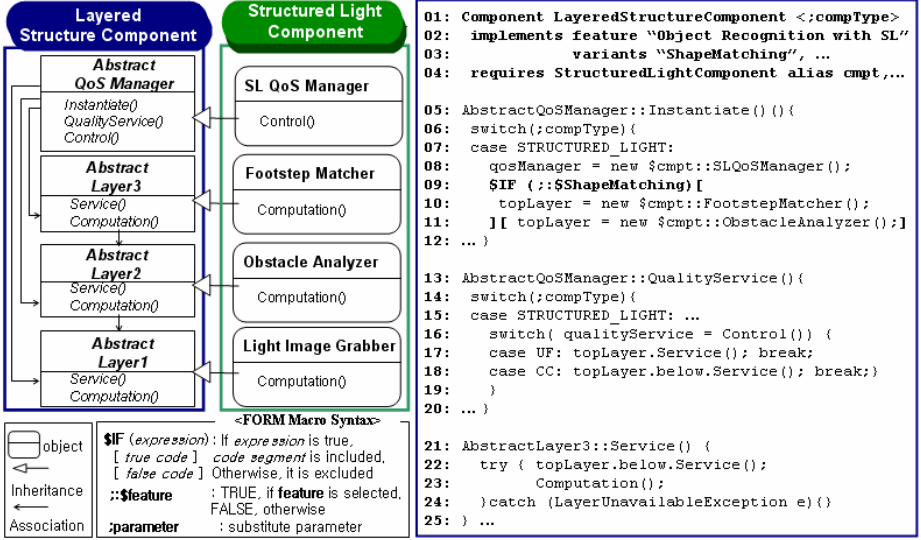 Layered
Structure Component
Structured Light
Component
Abstract
QoS Manager
Instantiate()
QualityService()
Control()
SL QoS Manager
Control()
Abstract
Layer3
Service()
Computation()
Footstep Matcher
Computation()
Abstract
Layer2
Service()
Computation()
Obstacle Analyzer
Computation()
Abstract
Layer1
Service()
Computation()
Light Image Grabber
Computation()
object
Inheritance
Association
<FORM Macro Syntax>
$IF (expression) : If expression is true,
[ true code ] code segment is included,
[ false code ] Otherwise, it is excluded
;:$feature : TRUE, if feature is selected,
FALSE, otherwise
;parameter : substitute parameter
01: Component LayeredStructureComponent <;compType>
02: implements feature “Object Recognition with SL”
03: variants “ShapeMatching”, …
04: requires StructuredLightComponent alias cmpt,…
05: AbstractQoSManager::Instantiate()(){
06: switch(;compType){
07: case STRUCTURED_LIGHT:
08: qosManager = new $cmpt::SLQoSManager();
09: $IF (;:$ShapeMatching)[
10: topLayer = new $cmpt::FootstepMatcher();
11: ][ topLayer = new $cmpt::ObstacleAnalyzer();]
12: … }
13: AbstractQoSManager::QualityService(){
14: switch(;compType){
15: case STRUCTURED_LIGHT: …
16: switch( qualityService = Control()) {
17: case UF: topLayer.Service(); break;
18: case CC: topLayer.below.Service(); break;}
19: }
20: … }
21: AbstractLayer3::Service() {
22: try { topLayer.below.Service();
23: Computation();
24: }catch (LayerUnavailableException e){}
25: } …